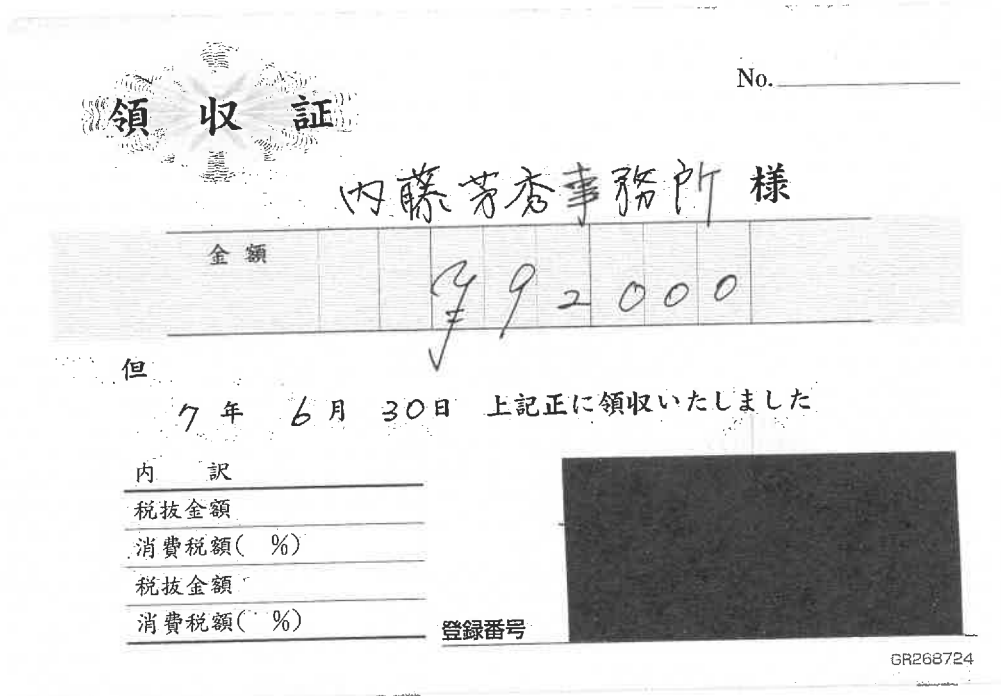 No.
領収証
内藤芳秀事務所 様
金額 ¥92000
但
7年 6月 30日 上記正に領収いたしました
内 訳
税抜金額
消費税額( %)
税抜金額
消費税額( %)
登録番号
GR268724